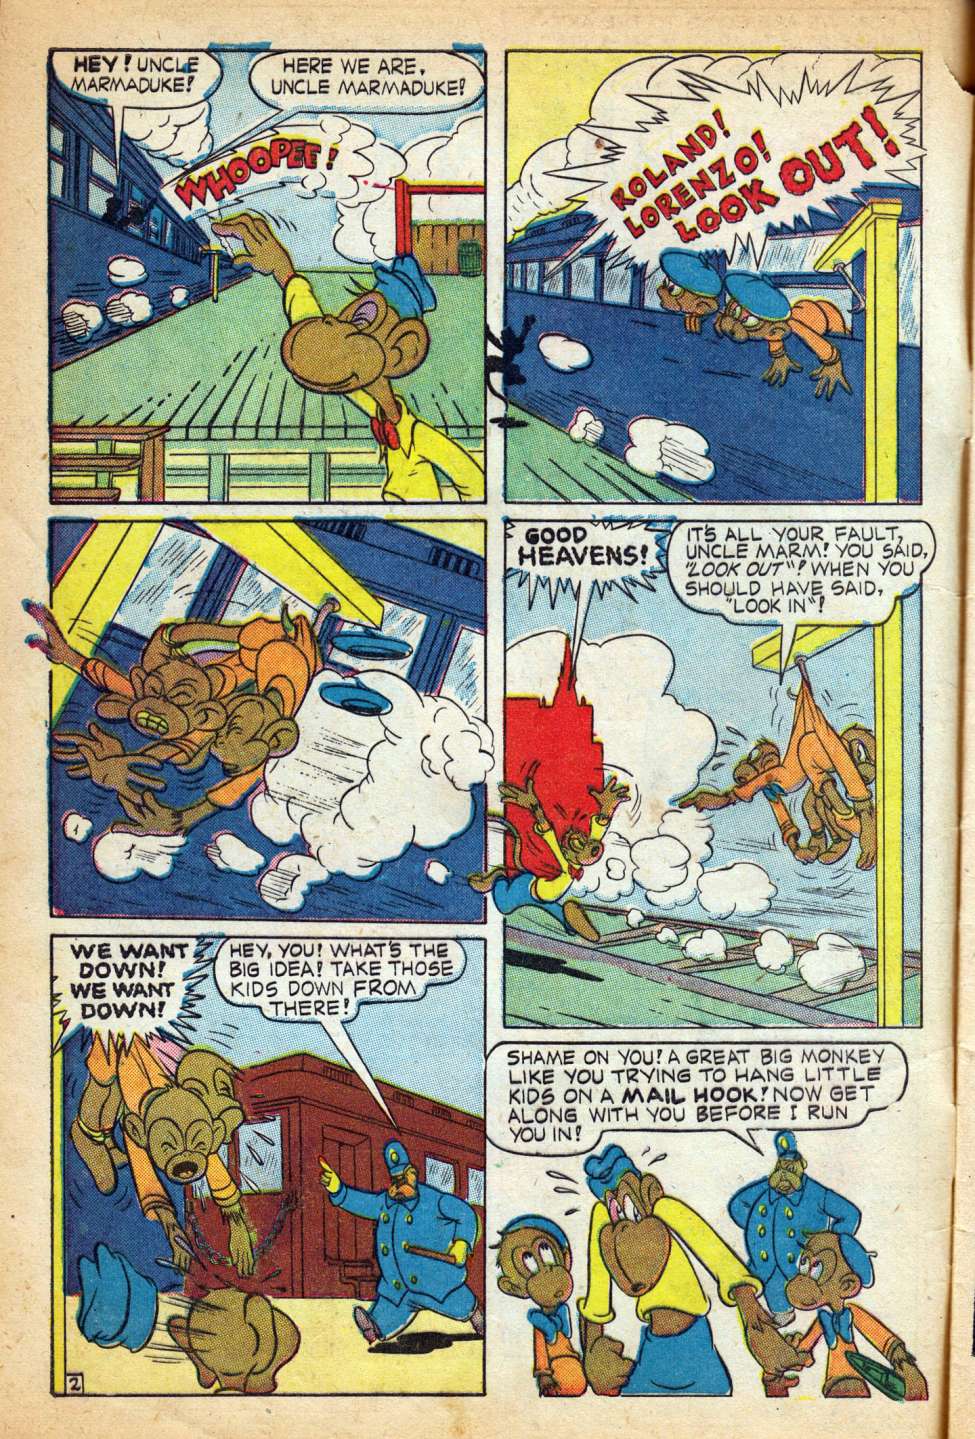 HEY! UNCLE
MARMADUKE!
HERE WE ARE,
UNCLE MARMADUKE!
WHOOPEE!
ROLAND!
LORENZO!
LOOK OUT!
GOOD
HEAVENS!
IT'S ALL YOUR FAULT,
UNCLE MARM! YOU SAID,
"LOOK OUT"! WHEN YOU
SHOULD HAVE SAID,
"LOOK IN"!
WE WANT
DOWN!
WE WANT
DOWN!
HEY, YOU! WHAT'S THE
BIG IDEA! TAKE THOSE
KIDS DOWN FROM
THERE!
2
SHAME ON YOU! A GREAT BIG MONKEY
LIKE YOU TRYING TO HANG LITTLE
KIDS ON A MAIL HOOK! NOW GET
ALONG WITH YOU BEFORE I RUN
YOU IN!